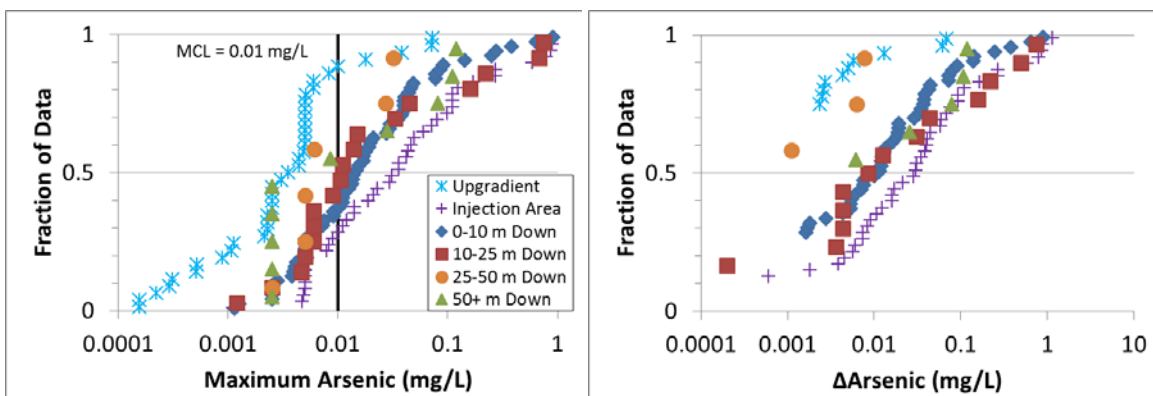 1
MCL = 0.01 mg/L
0.5
0
Fraction of Data
Upgradient
Injection Area
0-10 m Down
10-25 m Down
25-50 m Down
50+ m Down
0.0001
0.001
0.01
0.1
1
Maximum Arsenic (mg/L)
1
0.5
0
Fraction of Data
0.0001
0.001
0.01
0.1
1
10
ΔArsenic (mg/L)